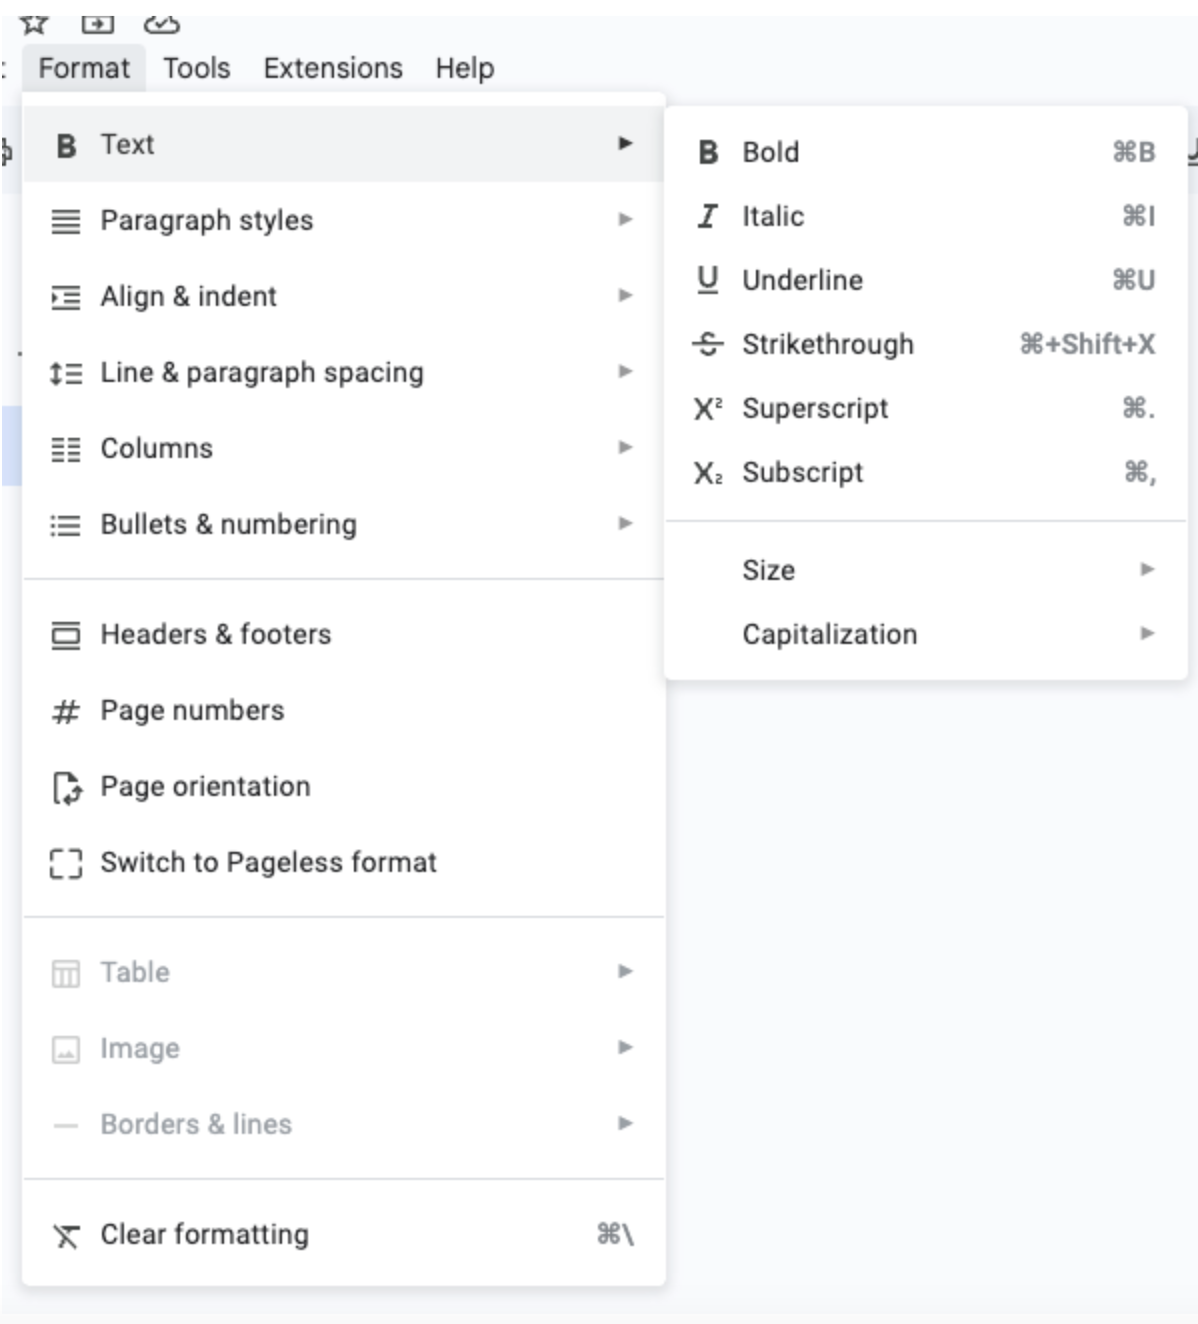 Format Tools Extensions Help
Text
Paragraph styles
Align & indent
Line & paragraph spacing
Columns
Bullets & numbering
Headers & footers
Page numbers
Page orientation
Switch to Pageless format
Table
Image
Borders & lines
Clear formatting ⌘\
Bold ⌘B
Italic ⌘I
Underline ⌘U
Strikethrough ⌘+Shift+X
Superscript ⌘.
Subscript ⌘,
Size
Capitalization